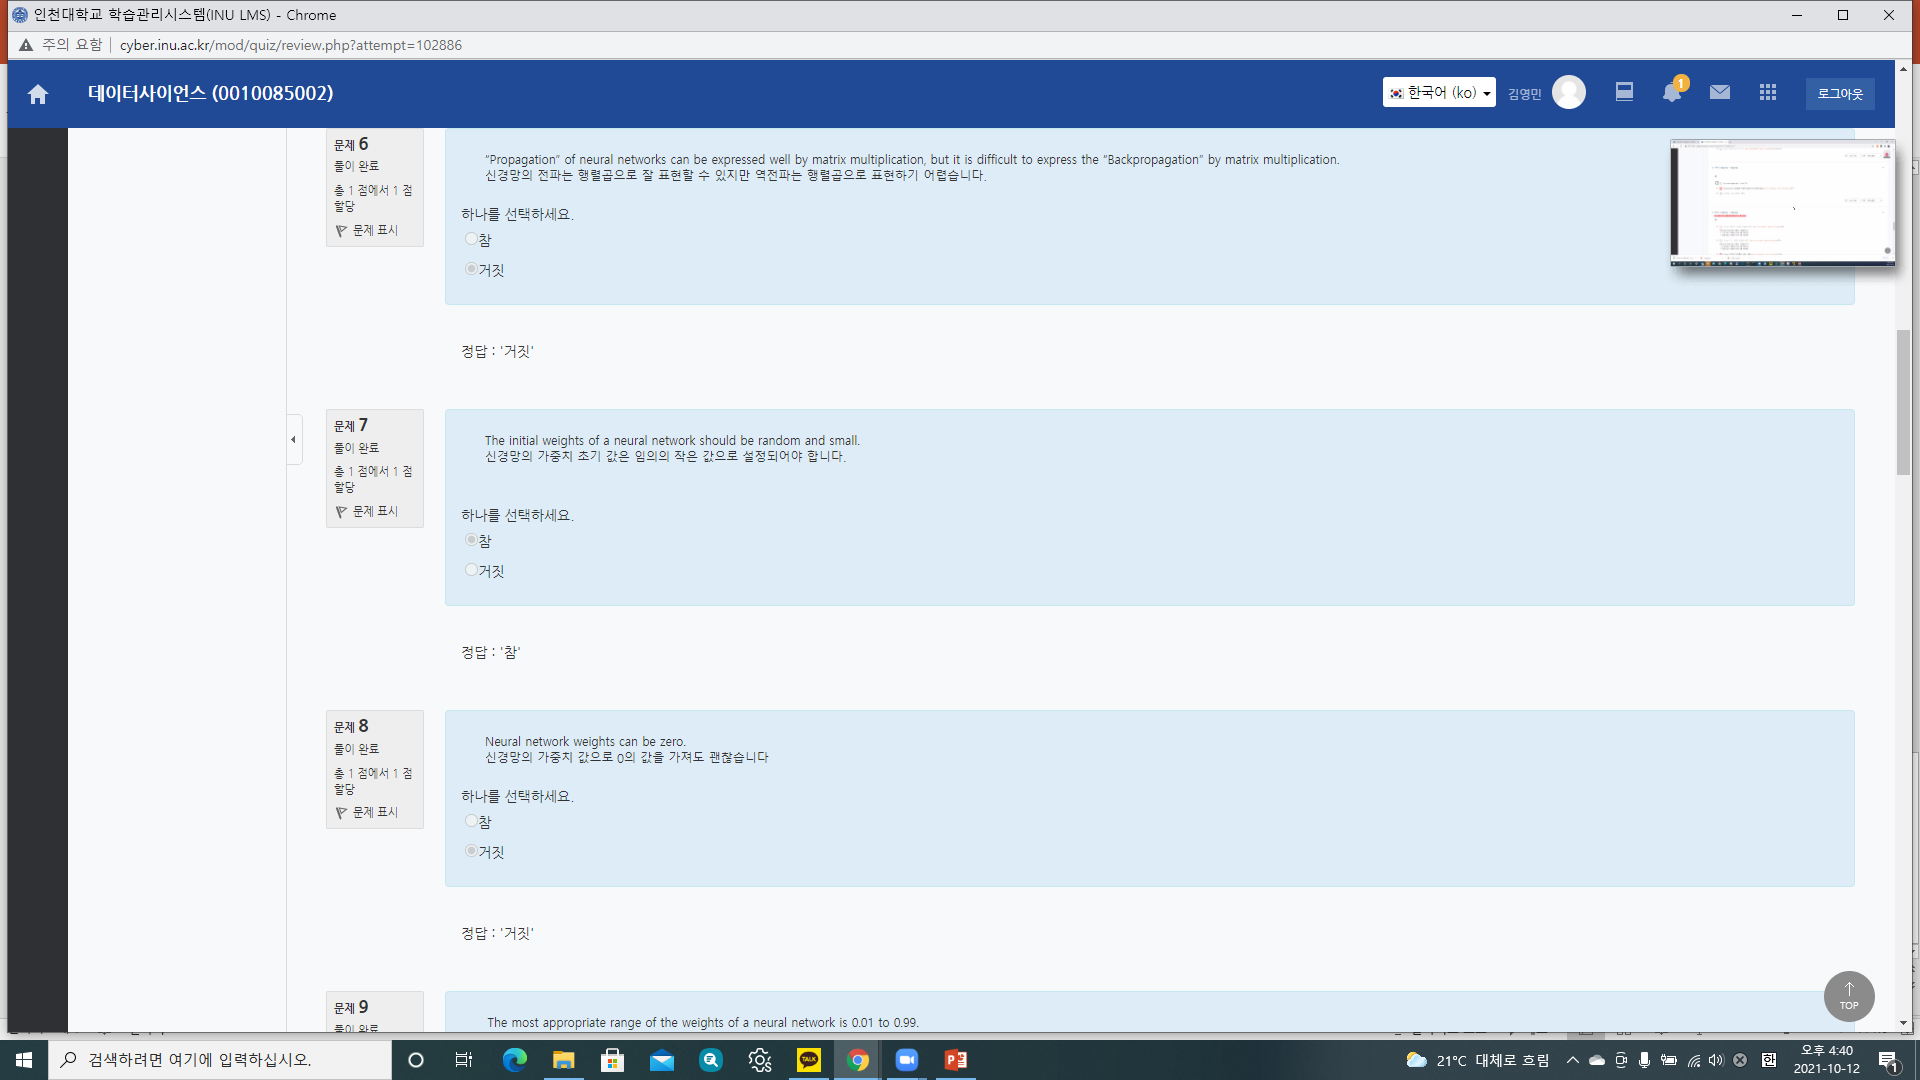 인천대학교 학습관리시스템(INU LMS) - Chrome
주의 요함 | cyber.inu.ac.kr/mod/quiz/review.php?attempt=102886
데이터사이언스 (0010085002)
한국어 (ko)
김영민
1
로그아웃
문제 6
풀이 완료
총 1 점에서 1 점
할당
문제 표시
“Propagation” of neural networks can be expressed well by matrix multiplication, but it is difficult to express the “Backpropagation” by matrix multiplication.
신경망의 전파는 행렬곱으로 잘 표현할 수 있지만 역전파는 행렬곱으로 표현하기 어렵습니다.
하나를 선택하세요.
참
거짓
정답 : '거짓'
문제 7
풀이 완료
총 1 점에서 1 점
할당
문제 표시
The initial weights of a neural network should be random and small.
신경망의 가중치 초기 값은 임의의 작은 값으로 설정되어야 합니다.
하나를 선택하세요.
참
거짓
정답 : '참'
문제 8
풀이 완료
총 1 점에서 1 점
할당
문제 표시
Neural network weights can be zero.
신경망의 가중치 값으로 0의 값을 가져도 괜찮습니다
하나를 선택하세요.
참
거짓
정답 : '거짓'
문제 9
풀이 완료
The most appropriate range of the weights of a neural network is 0.01 to 0.99.
TOP
검색하려면 여기에 입력하십시오.
TALK
21°C 대체로 흐림
한
오후 4:40
2021-10-12
1